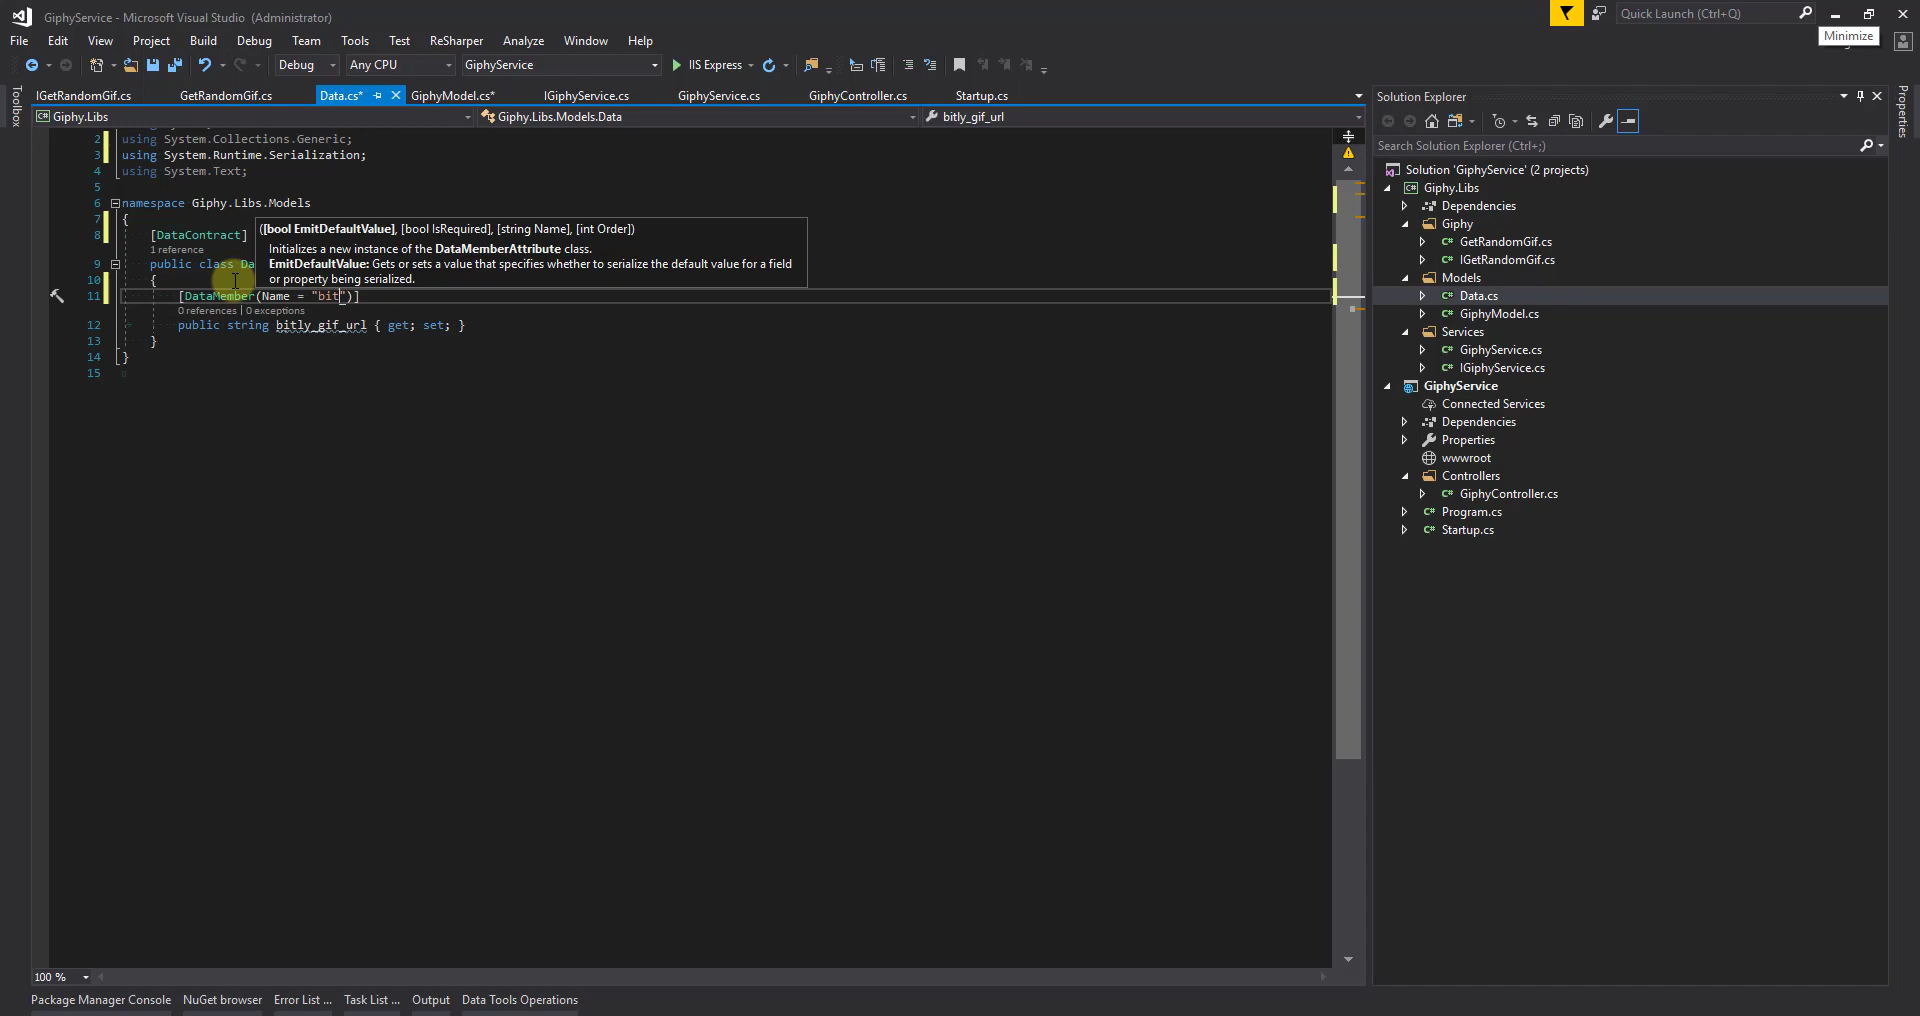 GiphyService - Microsoft Visual Studio (Administrator)
Quick Launch (Ctrl+Q)
Minimize
File Edit View Project Build Debug Team Tools Test ReSharper Analyze Window Help
Debug Any CPU GiphyService IIS Express
Toolbox
IGetRandomGif.cs GetRandomGif.cs Data.cs* GiphyModel.cs* IGiphyService.cs GiphyService.cs GiphyController.cs Startup.cs
Giphy.Libs Giphy.Libs.Models.Data bitly_gif_url
2 using System.Collections.Generic;
3 using System.Runtime.Serialization;
4 using System.Text;
5
6 namespace Giphy.Libs.Models
7 {
8 [DataContract]
1 reference
9 public class Da
10 {
([bool EmitDefaultValue], [bool IsRequired], [string Name], [int Order])
Initializes a new instance of the DataMemberAttribute class.
EmitDefaultValue: Gets or sets a value that specifies whether to serialize the default value for a field
or property being serialized.
11 [DataMember(Name = "bit")]
0 references | 0 exceptions
12 public string bitly_gif_url { get; set; }
13 }
14 }
15
100 %
Package Manager Console NuGet browser Error List ... Task List ... Output Data Tools Operations
Solution Explorer
Search Solution Explorer (Ctrl+;)
Solution 'GiphyService' (2 projects)
C# Giphy.Libs
Dependencies
Giphy
C# GetRandomGif.cs
C# IGetRandomGif.cs
Models
C# Data.cs
C# GiphyModel.cs
Services
C# GiphyService.cs
C# IGiphyService.cs
GiphyService
Connected Services
Dependencies
Properties
wwwroot
Controllers
C# GiphyController.cs
C# Program.cs
C# Startup.cs
Properties